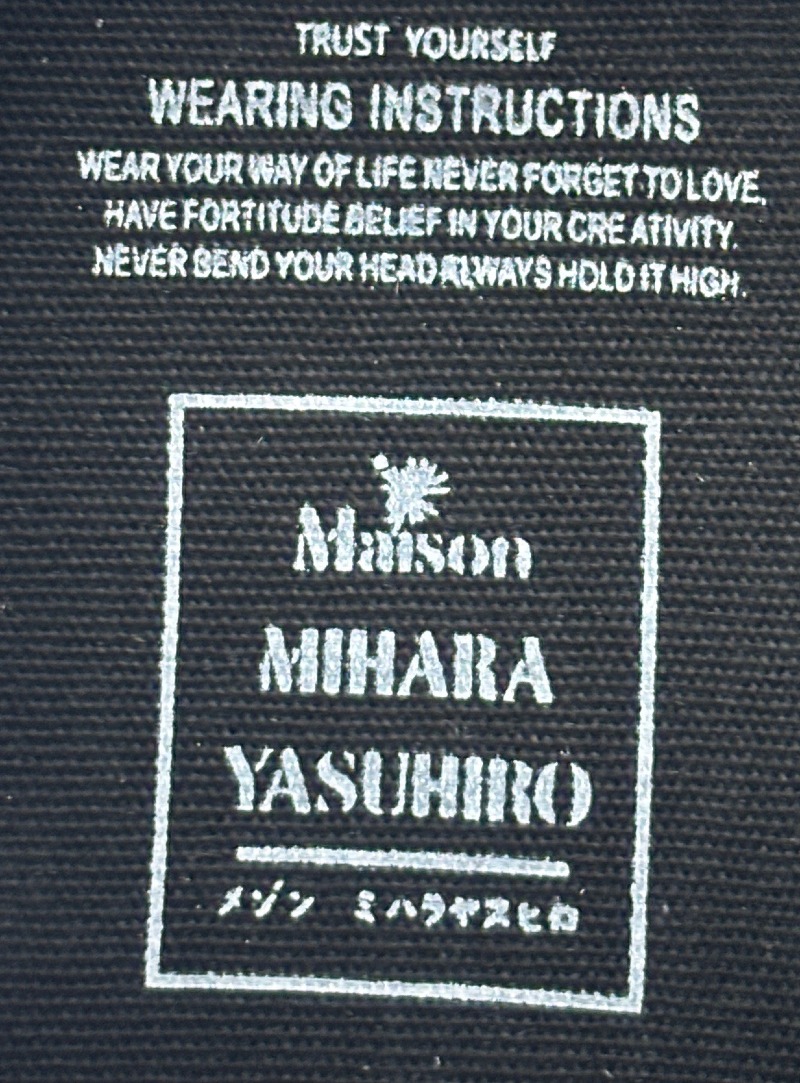 TRUST YOURSELF
WEARING INSTRUCTIONS
WEAR YOUR WAY OF LIFE NEVER FORGET TO LOVE.
HAVE FORTITUDE BELIEF IN YOUR CREATIVITY.
NEVER BEND YOUR HEAD ALWAYS HOLD IT HIGH.
Maison
MIHARA
YASUHIRO
メゾン ミハラヤスヒロ